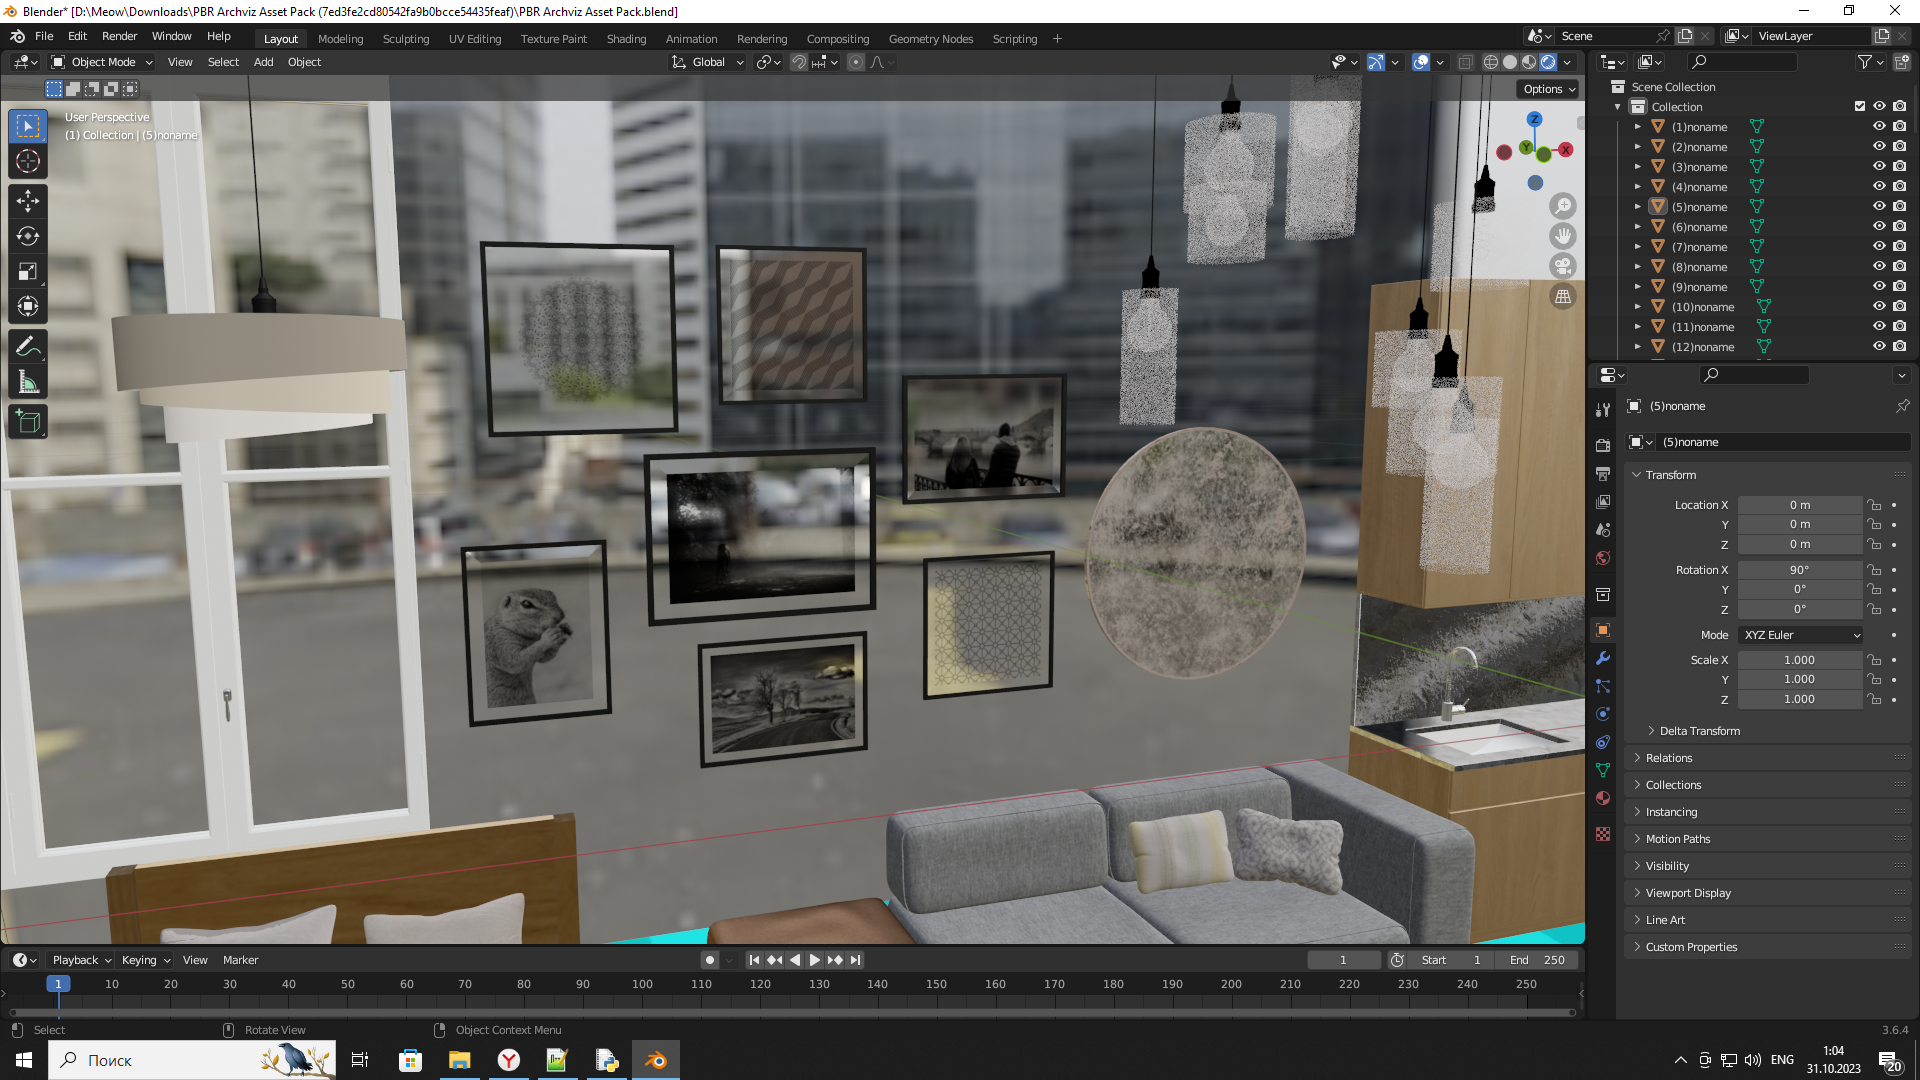 Blender* [D:\Meow\Downloads\PBR Archviz Asset Pack (7ed3fe2cd80542fa9b0bcce54435feaf)\PBR Archviz Asset Pack.blend]
File Edit Render Window Help
Layout Modeling Sculpting UV Editing Texture Paint Shading Animation Rendering Compositing Geometry Nodes Scripting +
Scene
ViewLayer
Object Mode View Select Add Object
Global
Options
User Perspective
(1) Collection | (5)noname
Z
Y
X
Scene Collection
Collection
(1)noname
(2)noname
(3)noname
(4)noname
(5)noname
(6)noname
(7)noname
(8)noname
(9)noname
(10)noname
(11)noname
(12)noname
(5)noname
(5)noname
Transform
Location X 0 m
Y 0 m
Z 0 m
Rotation X 90°
Y 0°
Z 0°
Mode XYZ Euler
Scale X 1.000
Y 1.000
Z 1.000
Delta Transform
Relations
Collections
Instancing
Motion Paths
Visibility
Viewport Display
Line Art
Custom Properties
Playback Keying View Marker
1
Start 1
End 250
1 10 20 30 40 50 60 70 80 90 100 110 120 130 140 150 160 170 180 190 200 210 220 230 240 250
Select
Rotate View
Object Context Menu
3.6.4
Поиск
ENG
1:04
31.10.2023
20